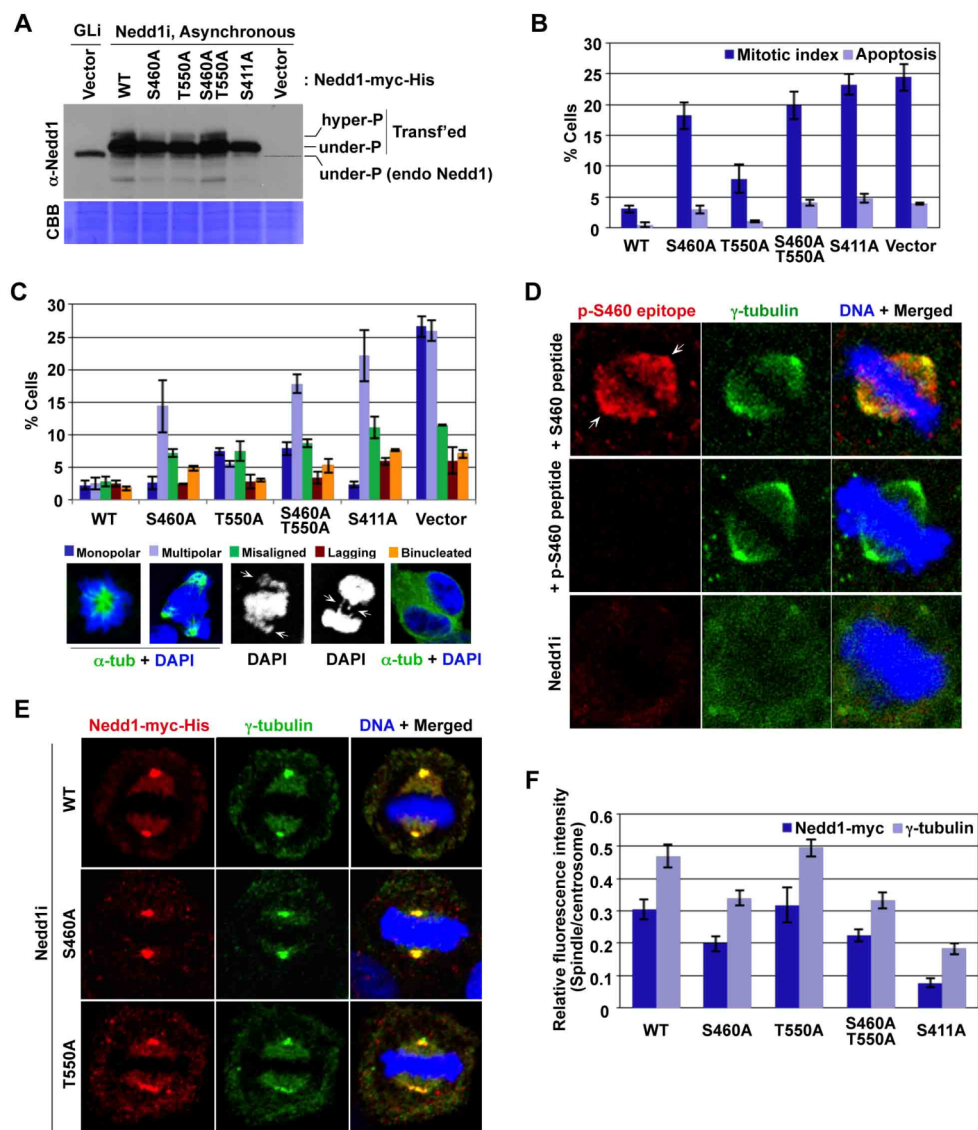 A
GLi
Nedd1i, Asynchronous
Vector
WT
S460A
T550A
S460A
T550A
S411A
Vector
: Nedd1-myc-His
α-Nedd1
hyper-P
under-P
Transf'ed
under-P (endo Nedd1)
CBB
B
30
25
20
15
10
5
0
% Cells
Mitotic index
Apoptosis
WT
S460A
T550A
S460A
T550A
S411A
Vector
C
30
25
20
15
10
5
0
% Cells
WT
S460A
T550A
S460A
T550A
S411A
Vector
Monopolar
Multipolar
Misaligned
Lagging
Binucleated
α-tub + DAPI
DAPI
DAPI
α-tub + DAPI
D
p-S460 epitope
γ-tubulin
DNA + Merged
+ S460 peptide
+ p-S460 peptide
Nedd1i
E
Nedd1-myc-His
γ-tubulin
DNA + Merged
Nedd1i
WT
S460A
T550A
F
Relative fluorescence intensity
(Spindle/centrosome)
0.6
0.5
0.4
0.3
0.2
0.1
0
Nedd1-myc
γ-tubulin
WT
S460A
T550A
S460A
T550A
S411A